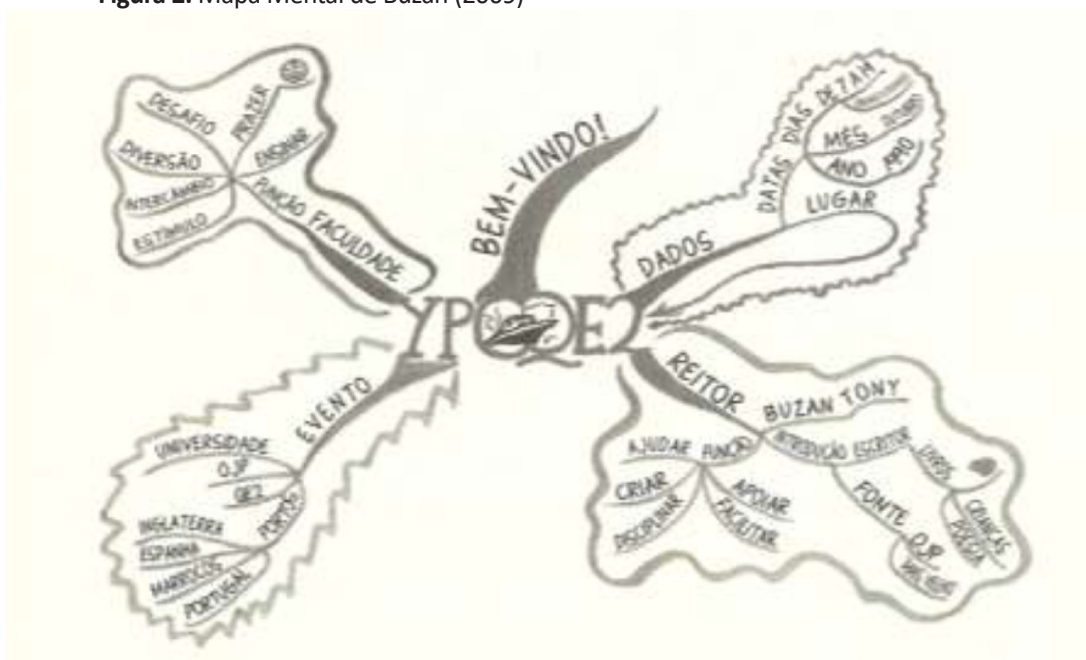 Figura 2. Mapa Mental de Buzan (2009)
BEM-VINDO!
DADOS
DATAS
DIAS
DEZ
MÊS
ANO
LUGAR
REITOR
BUZAN TONY
INTRODUÇÃO
ESCRITOR
LIVROS
CRIANÇAS
POESIA
FONTE
FUNÇÃO
AJUDAR
CRIAR
DISCIPLINAR
APOIAR
FACILITAR
EVENTO
UNIVERSIDADE
INGLATERRA
ESPANHA
MARROCOS
PORTUGAL
FACULDADE
FUNÇÃO
ENSINAR
PRAZER
DESAFIO
DIVERSÃO
INTERCÂMBIO
ESTÍMULO